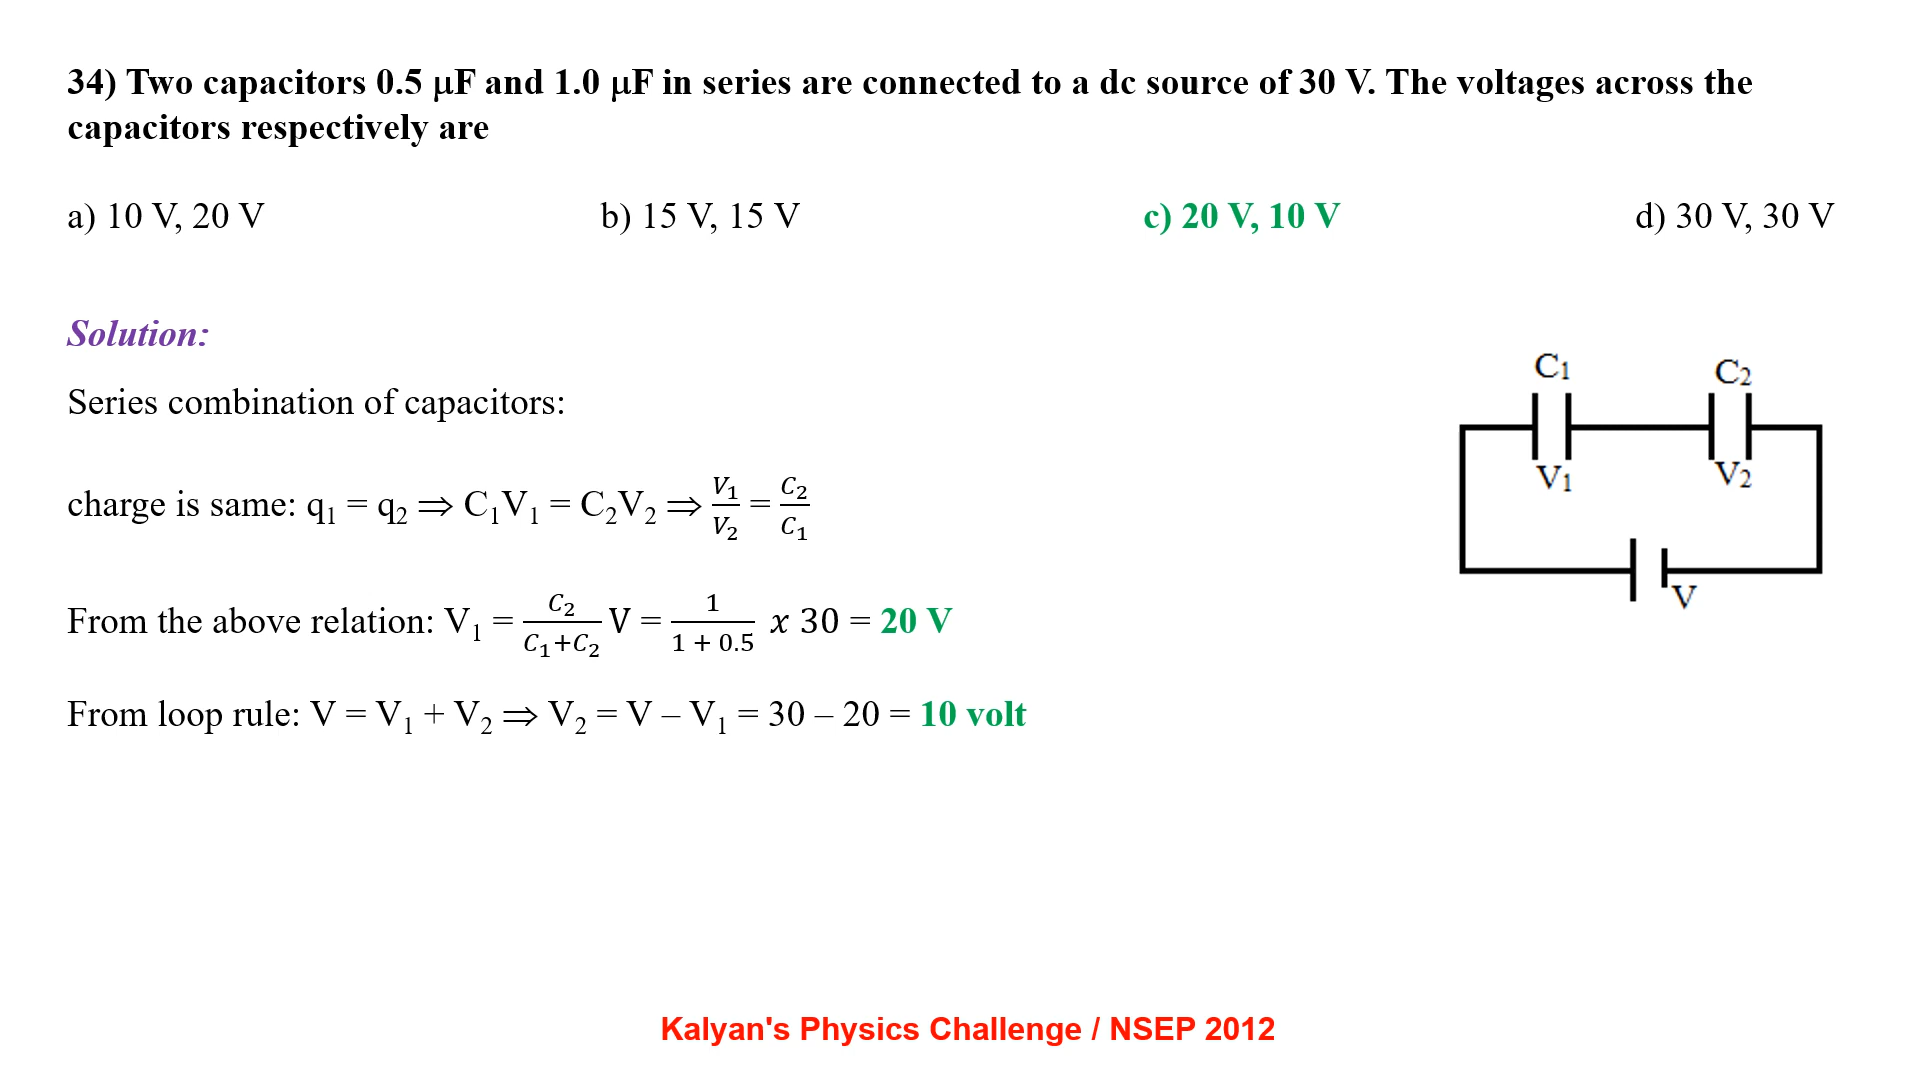 34) Two capacitors 0.5 μF and 1.0 μF in series are connected to a dc source of 30 V. The voltages across the
capacitors respectively are
a) 10 V, 20 V b) 15 V, 15 V c) 20 V, 10 V d) 30 V, 30 V
Solution:
Series combination of capacitors:
charge is same: q₁ = q₂ ⇒ C₁V₁ = C₂V₂ ⇒ V₁/V₂ = C₂/C₁
From the above relation: V₁ = C₂/(C₁+C₂) V = 1/(1 + 0.5) x 30 = 20 V
From loop rule: V = V₁ + V₂ ⇒ V₂ = V – V₁ = 30 – 20 = 10 volt
C₁ C₂
V₁ V₂
V
Kalyan's Physics Challenge / NSEP 2012